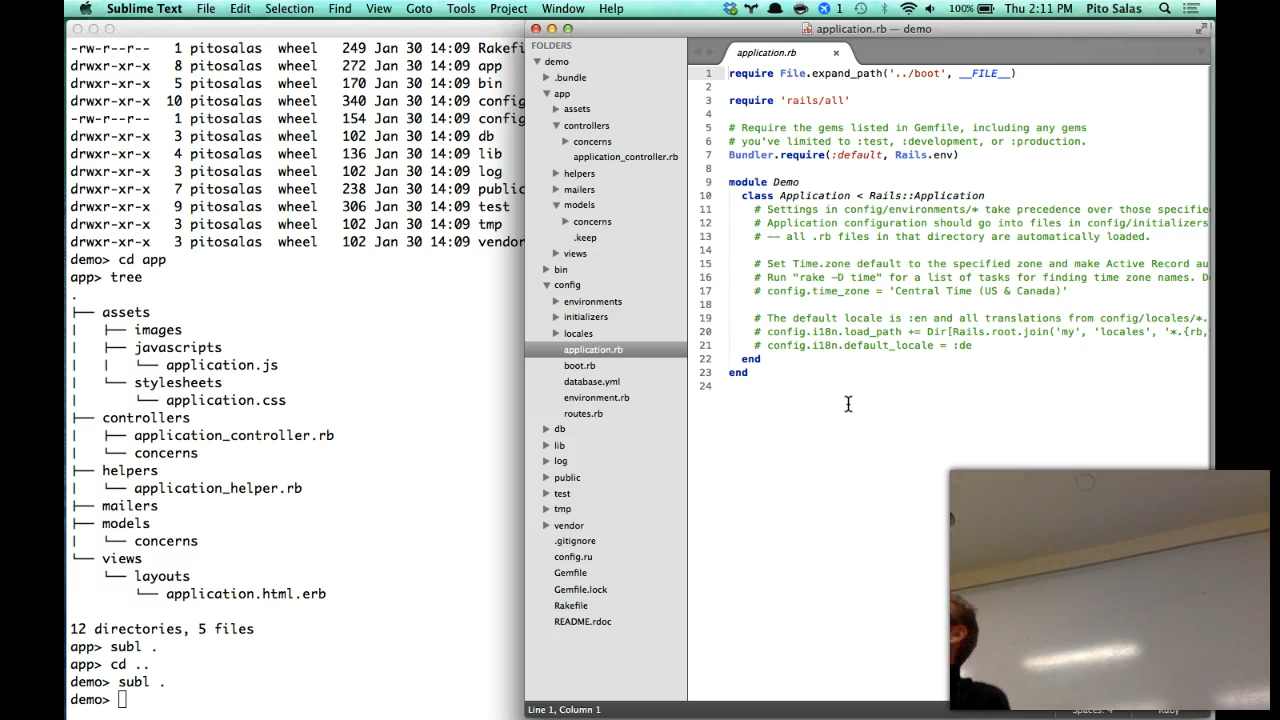 Sublime Text File Edit Selection Find View Goto Tools Project Window Help 1 100% Thu 2:11 PM Pito Salas
-rw-r--r-- 1 pitosalas wheel 249 Jan 30 14:09 Rakefi
drwxr-xr-x 8 pitosalas wheel 272 Jan 30 14:09 app
drwxr-xr-x 5 pitosalas wheel 170 Jan 30 14:09 bin
drwxr-xr-x 10 pitosalas wheel 340 Jan 30 14:09 config
-rw-r--r-- 1 pitosalas wheel 154 Jan 30 14:09 config
drwxr-xr-x 3 pitosalas wheel 102 Jan 30 14:09 db
drwxr-xr-x 4 pitosalas wheel 136 Jan 30 14:09 lib
drwxr-xr-x 3 pitosalas wheel 102 Jan 30 14:09 log
drwxr-xr-x 7 pitosalas wheel 238 Jan 30 14:09 public
drwxr-xr-x 9 pitosalas wheel 306 Jan 30 14:09 test
drwxr-xr-x 3 pitosalas wheel 102 Jan 30 14:09 tmp
drwxr-xr-x 3 pitosalas wheel 102 Jan 30 14:09 vendor
demo> cd app
app> tree
.
├── assets
│   ├── images
│   ├── javascripts
│   │   └── application.js
│   └── stylesheets
│       └── application.css
├── controllers
│   ├── application_controller.rb
│   └── concerns
├── helpers
│   └── application_helper.rb
├── mailers
├── models
│   └── concerns
└── views
    └── layouts
        └── application.html.erb
12 directories, 5 files
app> subl .
app> cd ..
demo> subl .
demo>
application.rb — demo
FOLDERS
demo
.bundle
app
assets
controllers
concerns
application_controller.rb
helpers
mailers
models
concerns
.keep
views
bin
config
environments
initializers
locales
application.rb
boot.rb
database.yml
environment.rb
routes.rb
db
lib
log
public
test
tmp
vendor
.gitignore
config.ru
Gemfile
Gemfile.lock
Rakefile
README.rdoc
application.rb ×
1 require File.expand_path('../boot', __FILE__)
2
3 require 'rails/all'
4
5 # Require the gems listed in Gemfile, including any gems
6 # you've limited to :test, :development, or :production.
7 Bundler.require(:default, Rails.env)
8
9 module Demo
10 class Application < Rails::Application
11 # Settings in config/environments/* take precedence over those specifie
12 # Application configuration should go into files in config/initializers
13 # -- all .rb files in that directory are automatically loaded.
14
15 # Set Time.zone default to the specified zone and make Active Record au
16 # Run "rake -D time" for a list of tasks for finding time zone names. D
17 # config.time_zone = 'Central Time (US & Canada)'
18
19 # The default locale is :en and all translations from config/locales/*.
20 # config.i18n.load_path += Dir[Rails.root.join('my', 'locales', '*.{rb,
21 # config.i18n.default_locale = :de
22 end
23 end
24
Line 1, Column 1